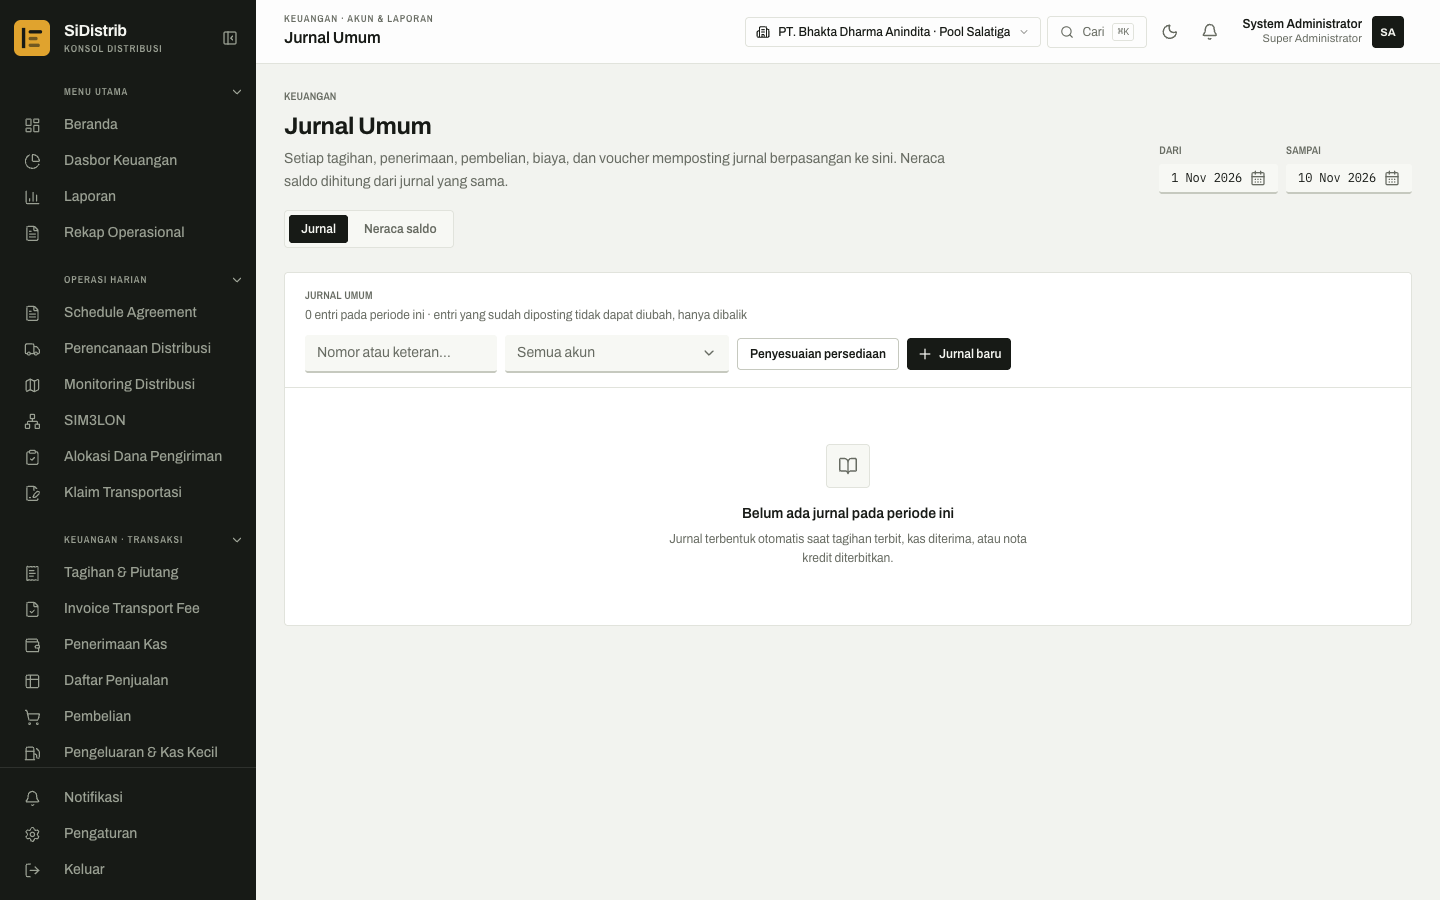 SiDistrib
KONSOL DISTRIBUSI
MENU UTAMA
Beranda
Dasbor Keuangan
Laporan
Rekap Operasional
OPERASI HARIAN
Schedule Agreement
Perencanaan Distribusi
Monitoring Distribusi
SIM3LON
Alokasi Dana Pengiriman
Klaim Transportasi
KEUANGAN · TRANSAKSI
Tagihan & Piutang
Invoice Transport Fee
Penerimaan Kas
Daftar Penjualan
Pembelian
Pengeluaran & Kas Kecil
Notifikasi
Pengaturan
Keluar
KEUANGAN · AKUN & LAPORAN
Jurnal Umum
PT. Bhakta Dharma Anindita · Pool Salatiga
Cari ⌘K
System Administrator
Super Administrator
SA
KEUANGAN
Jurnal Umum
Setiap tagihan, penerimaan, pembelian, biaya, dan voucher memposting jurnal berpasangan ke sini. Neraca
saldo dihitung dari jurnal yang sama.
DARI
1 Nov 2026
SAMPAI
10 Nov 2026
Jurnal
Neraca saldo
JURNAL UMUM
0 entri pada periode ini · entri yang sudah diposting tidak dapat diubah, hanya dibalik
Nomor atau keteran...
Semua akun
Penyesuaian persediaan
Jurnal baru
Belum ada jurnal pada periode ini
Jurnal terbentuk otomatis saat tagihan terbit, kas diterima, atau nota
kredit diterbitkan.